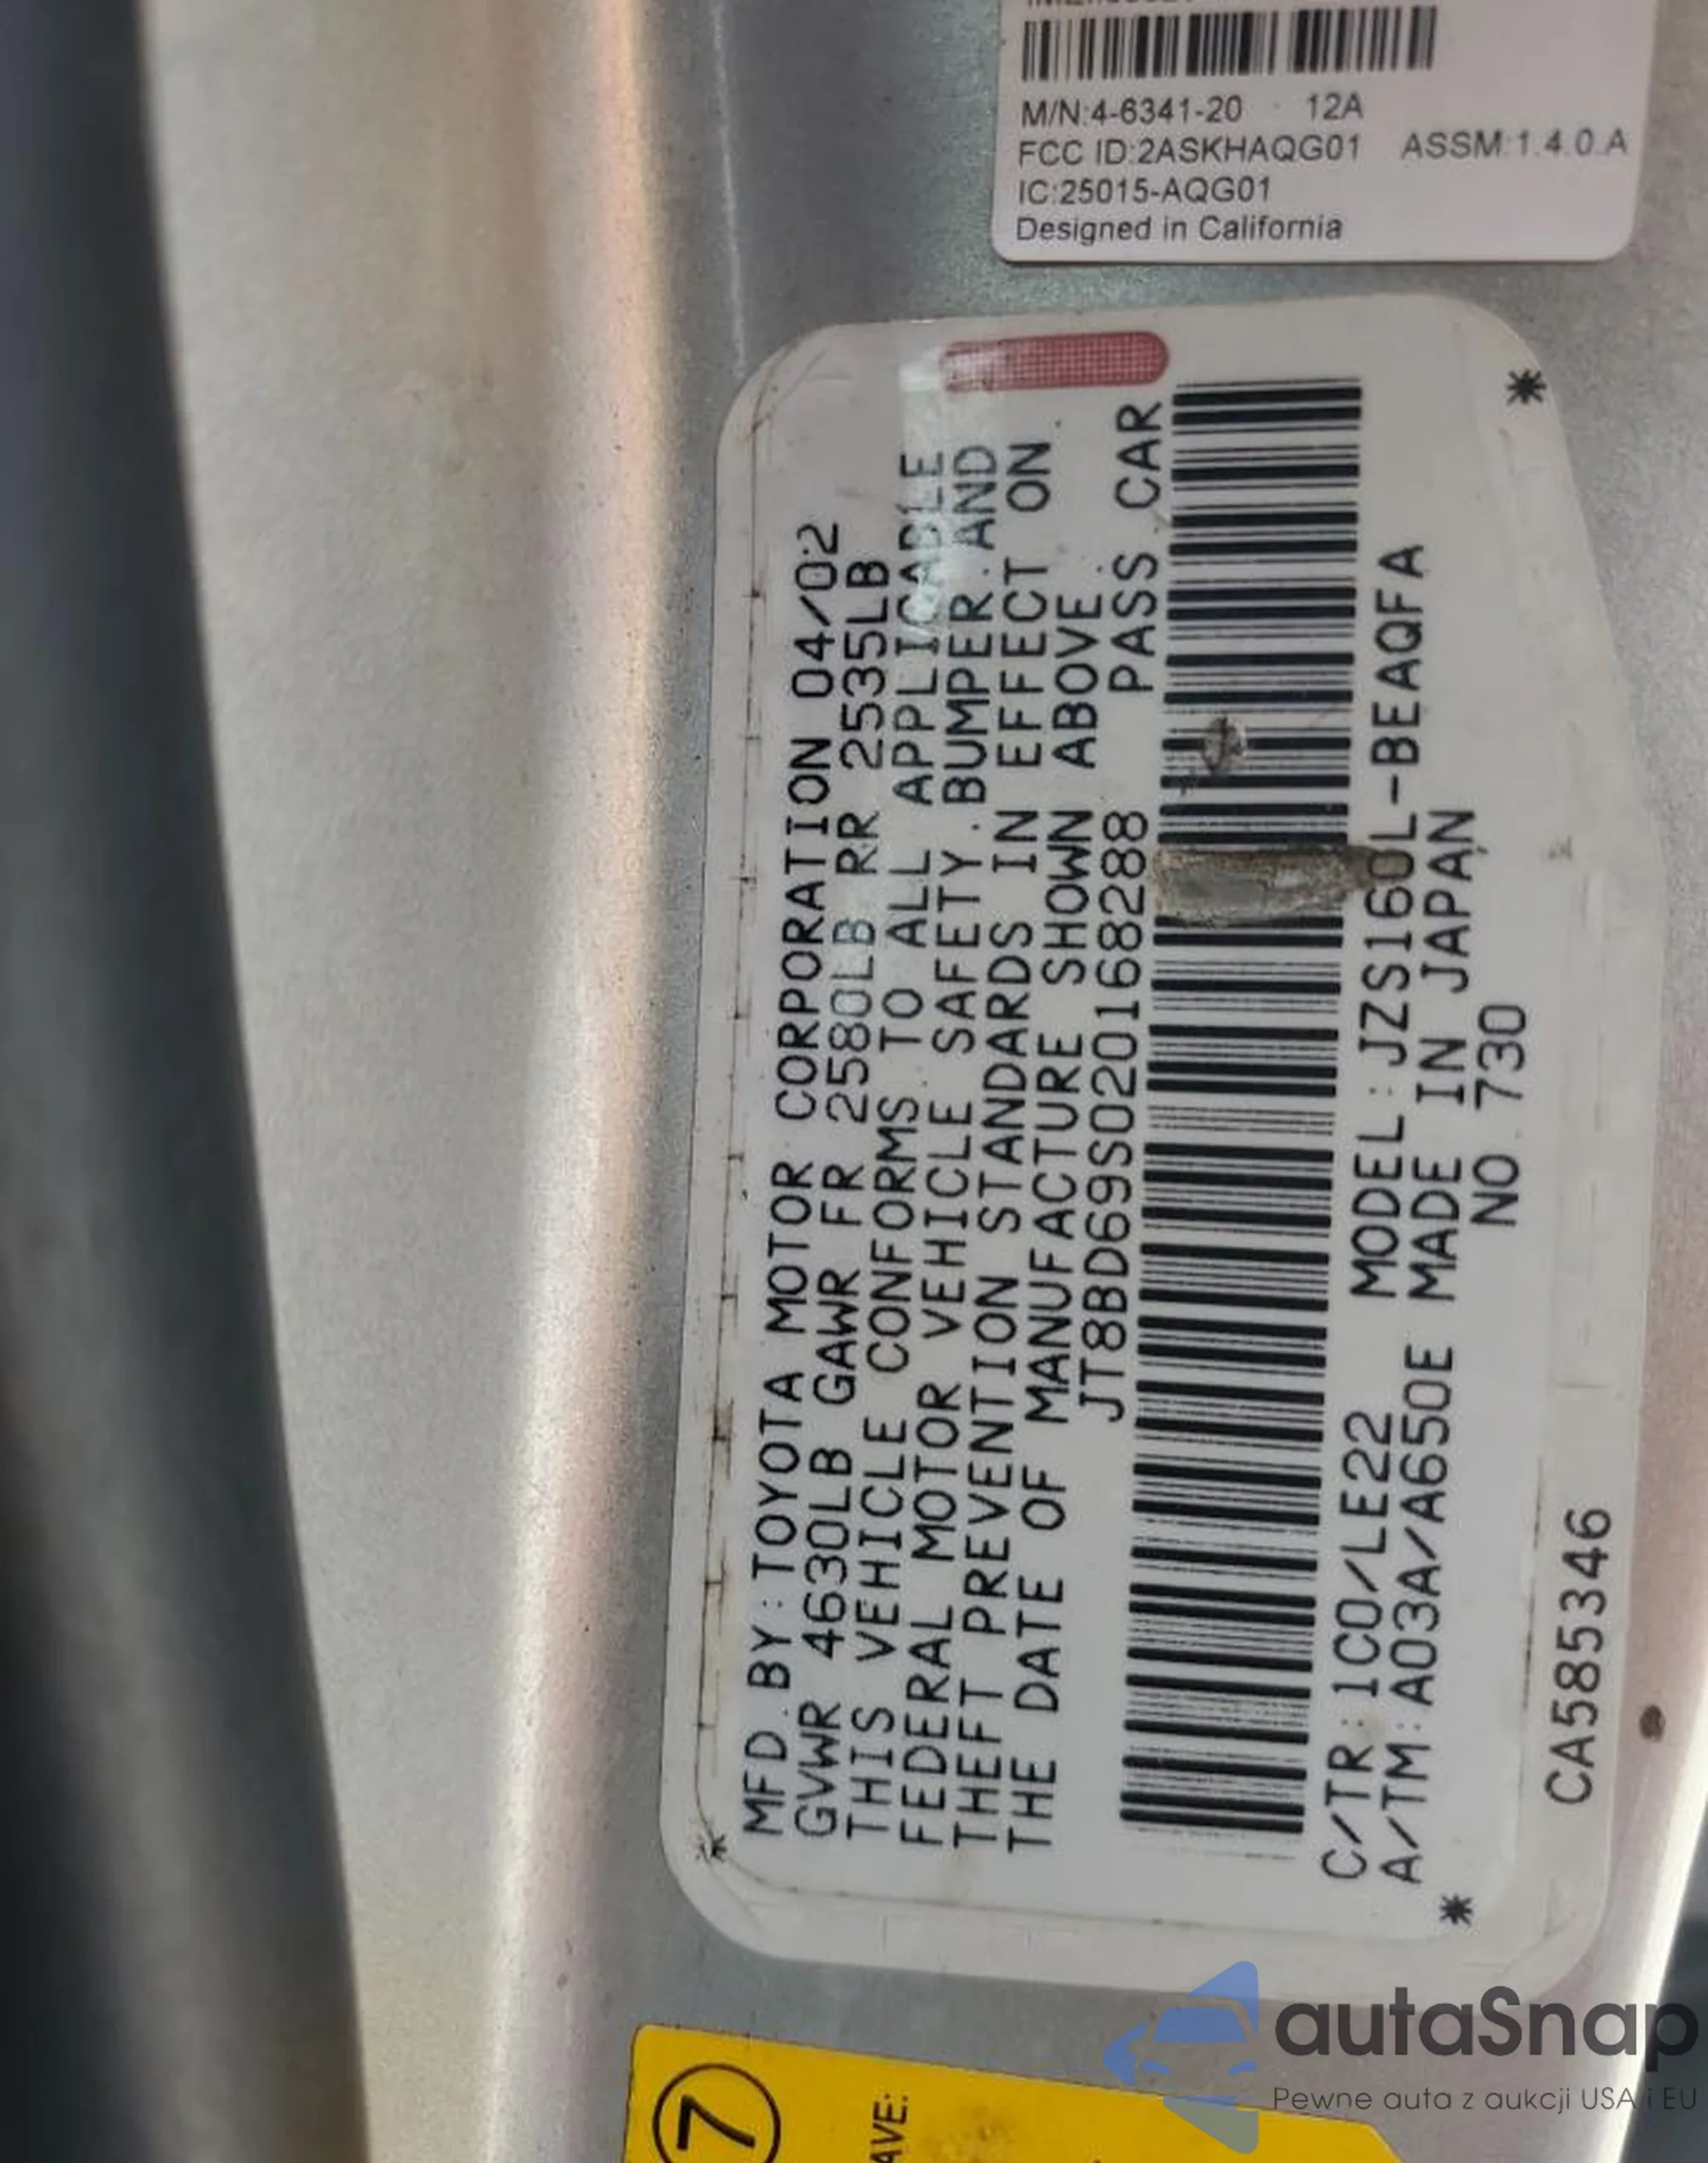 M/N:4-6341-20 12A
FCC ID:2ASKHAQG01 ASSM:1.4.0.A
IC:25015-AQG01
Designed in California
MFD.BY:TOYOTA MOTOR CORPORATION 04/02
GVWR 4630LB GAWR FR 2580LB RR 2535LB
THIS VEHICLE CONFORMS TO ALL APPLICABLE
FEDERAL MOTOR VEHICLE SAFETY.BUMPER.AND
THEFT PREVENTION STANDARDS IN EFFECT ON
THE DATE OF MANUFACTURE SHOWN ABOVE.
JT8BD69S020168288 PASS.CAR
C/TR:1C0/LE22 MODEL:JZS160L-BEAQFA
A/TM:A03A/A650E MADE IN JAPAN
NO.730
CA585346
7
AVE:
autaSnap
Pewne auta z aukcji USA i EU